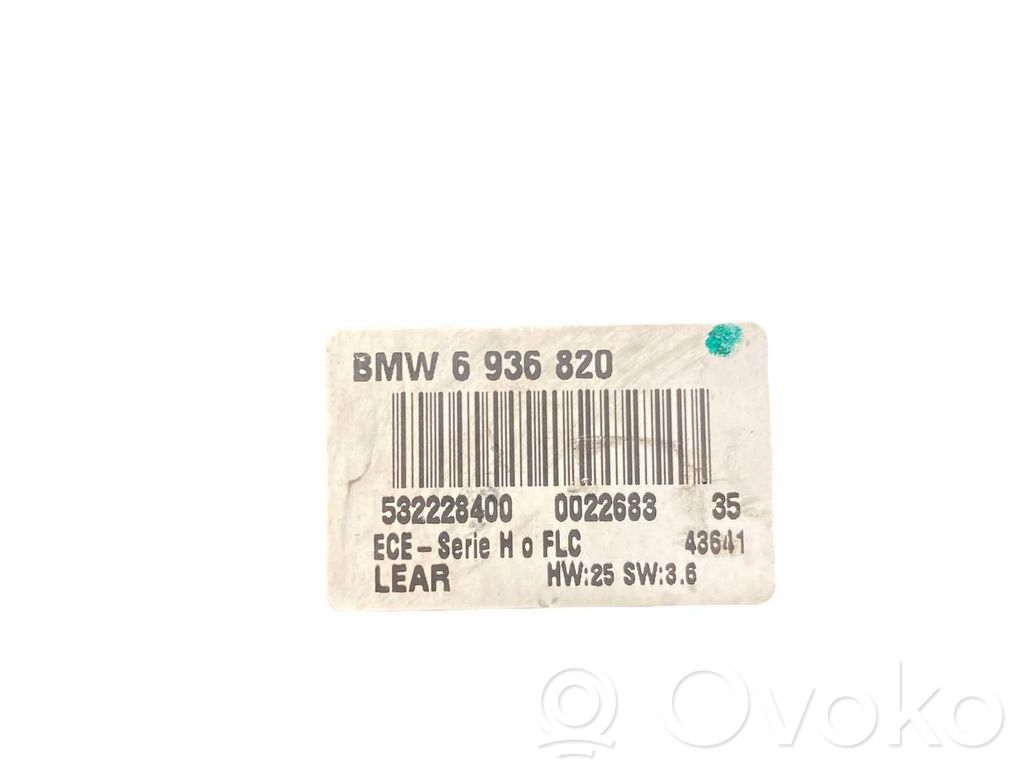 BMW 6 936 820
532228400 0022683 35
ECE-Serie H o FLC 43641
LEAR HW:25 SW:3.6
Ovoko